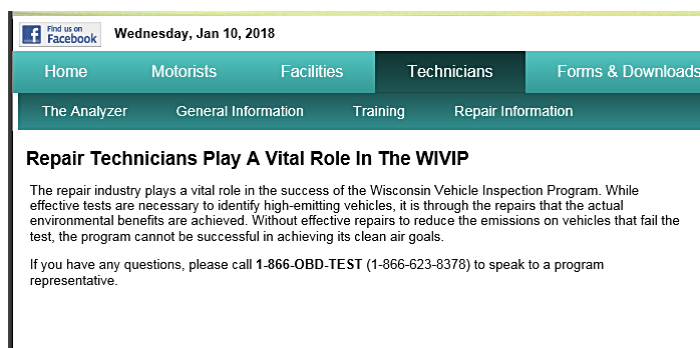 Find us on
Facebook
Wednesday, Jan 10, 2018
Home Motorists Facilities Technicians Forms & Downloads
The Analyzer General Information Training Repair Information
Repair Technicians Play A Vital Role In The WIVIP
The repair industry plays a vital role in the success of the Wisconsin Vehicle Inspection Program. While
effective tests are necessary to identify high-emitting vehicles, it is through the repairs that the actual
environmental benefits are achieved. Without effective repairs to reduce the emissions on vehicles that fail the
test, the program cannot be successful in achieving its clean air goals.
If you have any questions, please call 1-866-OBD-TEST (1-866-623-8378) to speak to a program
representative.